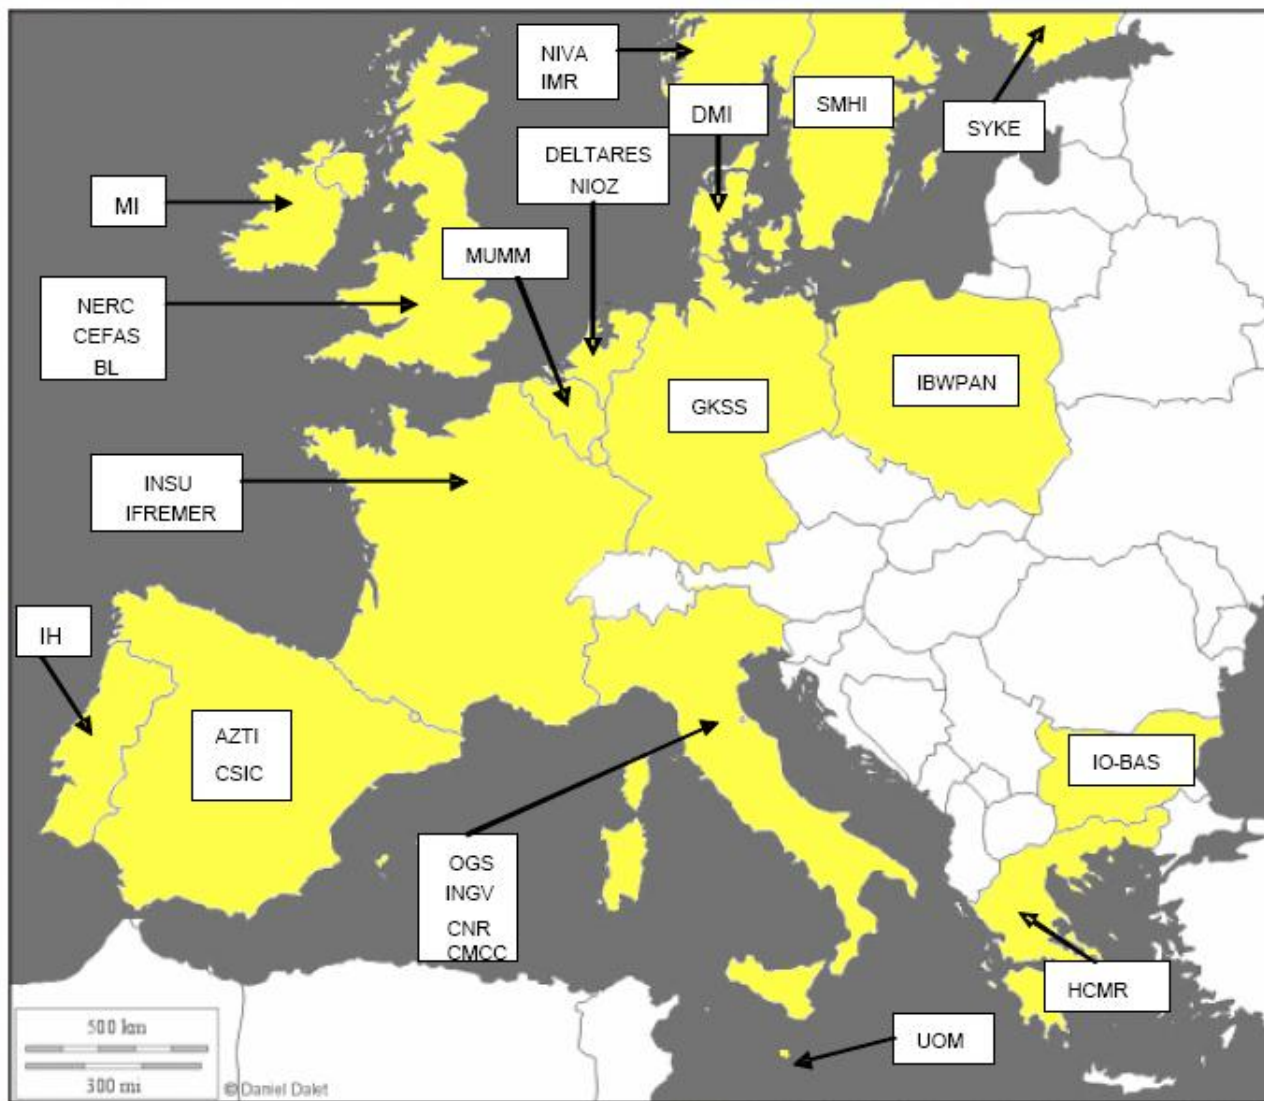 NIVA
IMR
DMI
SMHI
SYKE
DELTARES
NIOZ
MI
MUMM
NERC
CEFAS
BL
GKSS
IBWPAN
INSU
IFREMER
IH
AZTI
CSIC
IO-BAS
OGS
INGV
CNR
CMCC
HCMR
UOM
500 km
300 mi
© Daniel Dalet